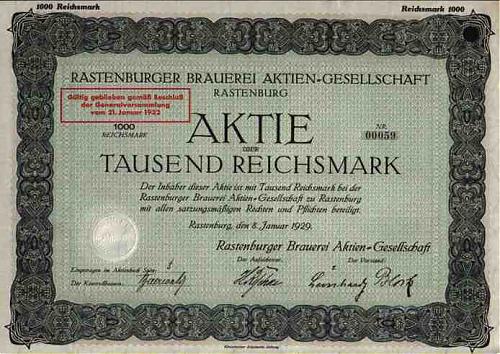 1000 Reichsmark
Reichsmark 1000
RASTENBURGER BRAUEREI AKTIEN-GESELLSCHAFT
RASTENBURG
Gültig geblieben gemäß Beschluß
der Generalversammlung
vom 21. Januar 1932
1000
REICHSMARK
NR.
00059
AKTIE
ÜBER
TAUSEND REICHSMARK
Der Inhaber dieser Aktie ist mit Tausend Reichsmark bei der
Rastenburger Brauerei Aktien-Gesellschaft zu Rastenburg
mit allen satzungsmäßigen Rechten und Pflichten beteiligt.
Rastenburg, den 8. Januar 1929.
Rastenburger Brauerei Aktien-Gesellschaft
Der Aufsichtsrat. Der Vorstand:
Eingetragen im Aktienbuch Seite
Der Kontrollbeamte: